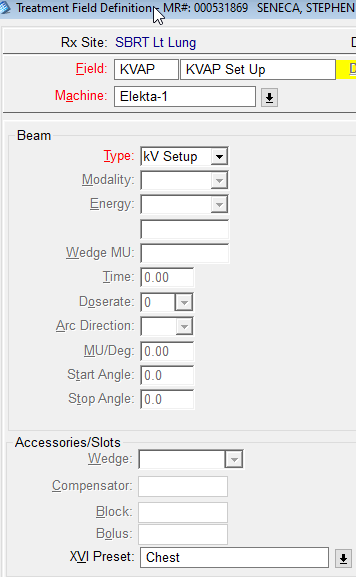 Treatment Field Definition: MR#: 000531869 SENECA, STEPHEN
Rx Site: SBRT Lt Lung D
Field: KVAP KVAP Set Up D
Machine: Elekta-1
Beam
Type: kV Setup
Modality:
Energy:
Wedge MU:
Time: 0.00
Doserate: 0
Arc Direction:
MU/Deg: 0.00
Start Angle: 0.0
Stop Angle: 0.0
Accessories/Slots
Wedge:
Compensator:
Block:
Bolus:
XVI Preset: Chest